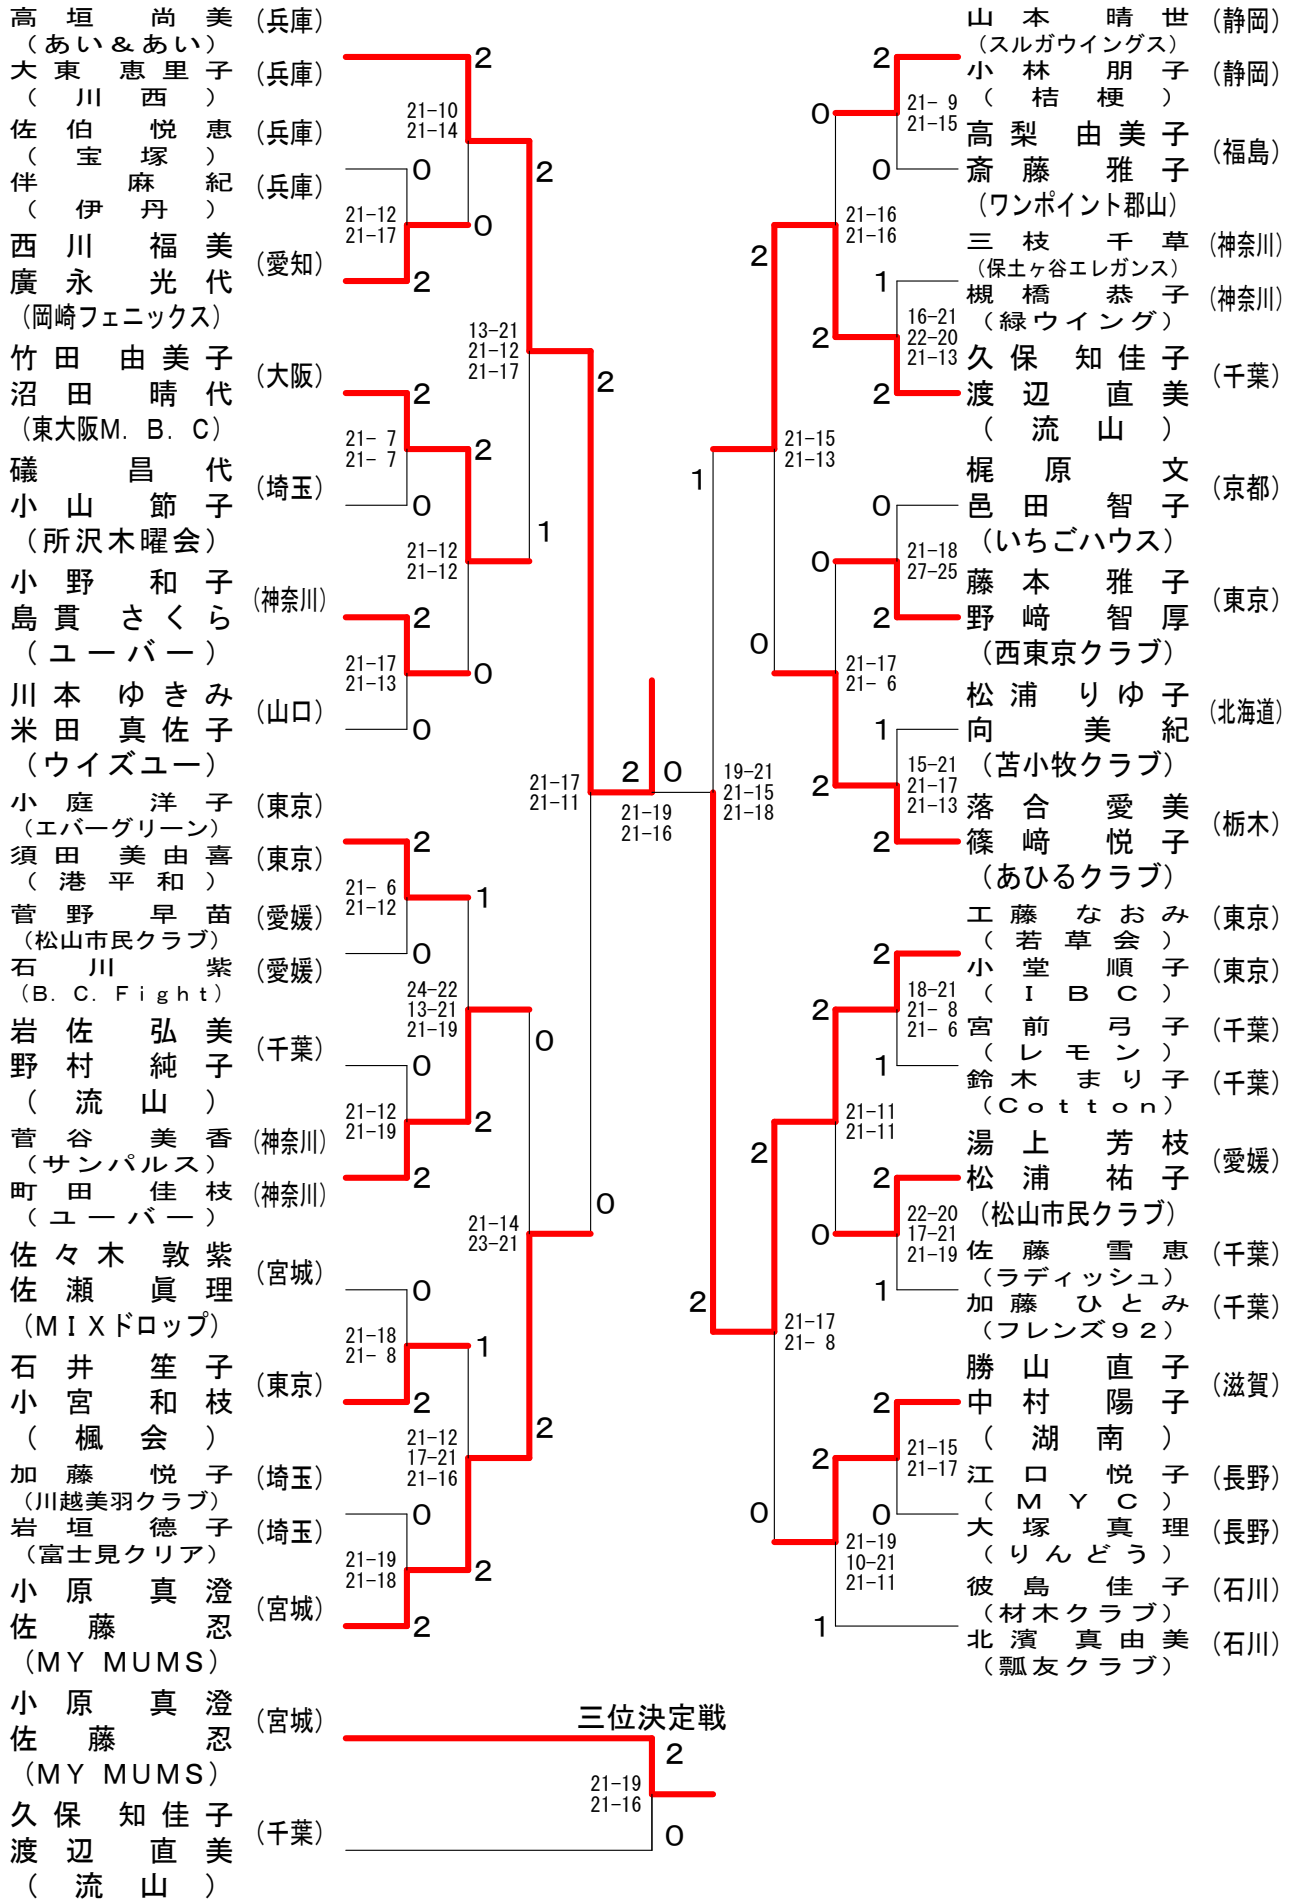 高垣 尚美 (兵庫)
(あい＆あい)
大東 恵里子 (兵庫)
(川西)
佐伯 悦恵 (兵庫)
(宝塚)
伴 麻紀 (兵庫)
(伊丹)
西川 福美
廣永 光代
(愛知)
(岡崎フェニックス)
竹田 由美子
沼田 晴代
(大阪)
(東大阪M. B. C)
礒 昌代
小山 節子
(埼玉)
(所沢木曜会)
小野 和子
島貫 さくら
(神奈川)
(ユーバー)
川本 ゆきみ
米田 真佐子
(山口)
(ウイズユー)
小庭 洋子 (東京)
(エバーグリーン)
須田 美由喜 (東京)
(港平和)
菅野 早苗 (愛媛)
(松山市民クラブ)
石川 紫 (愛媛)
(B. C. Fight)
岩佐 弘美
野村 純子
(千葉)
(流山)
菅谷 美香 (神奈川)
(サンパルス)
町田 佳枝 (神奈川)
(ユーバー)
佐々木 敦紫
佐瀬 眞理
(宮城)
(MIXドロップ)
石井 笙子
小宮 和枝
(東京)
(楓会)
加藤 悦子 (埼玉)
(川越美羽クラブ)
岩垣 德子 (埼玉)
(富士見クリア)
小原 真澄
佐藤 忍
(宮城)
(MY MUMS)
2
21-10
21-14
0
21-12
21-17
0
2
2
13-21
21-12
21-17
2
2
21- 7
21- 7
2
0
1
21-12
21-12
2
21-17
21-13
0
0
21-17
21-11
2
21- 6
21-12
1
0
24-22
13-21
21-19
0
0
21-12
21-19
2
2
0
21-14
23-21
0
21-18
21- 8
1
2
21-12
17-21
21-16
2
0
21-19
21-18
2
2
2 0
21-19
21-16
山本 晴世 (静岡)
(スルガウイングス)
小林 朋子 (静岡)
(桔梗)
高梨 由美子
斎藤 雅子
(福島)
(ワンポイント郡山)
三枝 千草 (神奈川)
(保土ヶ谷エレガンス)
槻橋 恭子 (神奈川)
(緑ウイング)
久保 知佳子
渡辺 直美
(千葉)
(流山)
梶原 文
邑田 智子
(京都)
(いちごハウス)
藤本 雅子
野﨑 智厚
(東京)
(西東京クラブ)
松浦 りゆ子
向 美紀
(北海道)
(苫小牧クラブ)
落合 愛美
篠﨑 悦子
(栃木)
(あひるクラブ)
工藤 なおみ (東京)
(若草会)
小堂 順子 (東京)
(IBC)
宮前 弓子 (千葉)
(レモン)
鈴木 まり子 (千葉)
(Cotton)
湯上 芳枝
松浦 祐子
(愛媛)
(松山市民クラブ)
佐藤 雪恵 (千葉)
(ラディッシュ)
加藤 ひとみ (千葉)
(フレンズ92)
勝山 直子
中村 陽子
(滋賀)
(湖南)
江口 悦子 (長野)
(MYC)
大塚 真理 (長野)
(りんどう)
彼島 佳子 (石川)
(材木クラブ)
北濱 真由美 (石川)
(瓢友クラブ)
2
0
21- 9
21-15
0
21-16
21-16
2
1
16-21
22-20
21-13
2
2
21-15
21-13
1
0
21-18
27-25
0
2
0
21-17
21- 6
1
15-21
21-17
21-13
2
2
19-21
21-15
21-18
2
18-21
21- 8
21- 6
2
1
21-11
21-11
2
2
22-20
17-21
21-19
0
1
2
21-17
21- 8
2
21-15
21-17
2
0
0
21-19
10-21
21-11
1
三位決定戦
小原 真澄
佐藤 忍
(宮城)
(MY MUMS)
2
21-19
21-16
0
久保 知佳子
渡辺 直美
(千葉)
(流山)